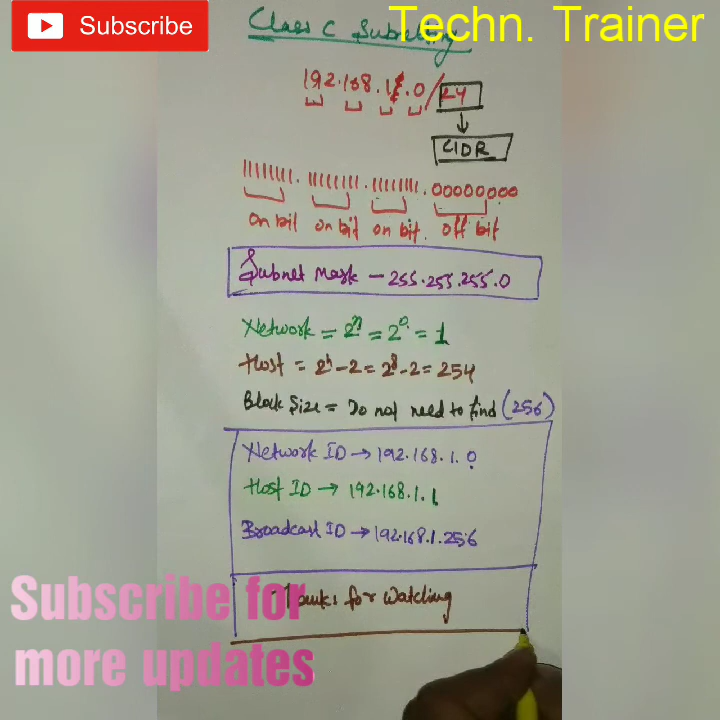 Subscribe
Techn. Trainer
Class C Subnetting
192.168.1.0/24
CIDR
11111111.11111111.11111111.00000000
on bit on bit on bit. off bit
Subnet Mask - 255.255.255.0
Network = 2^n = 2^0 = 1
Host = 2^h-2 = 2^8-2 = 254
Block Size = Do not need to find (256)
Network ID → 192.168.1.0
Host ID → 192.168.1.1
Broadcast ID → 192.168.1.256
Thanks for Watching
Subscribe for
more updates